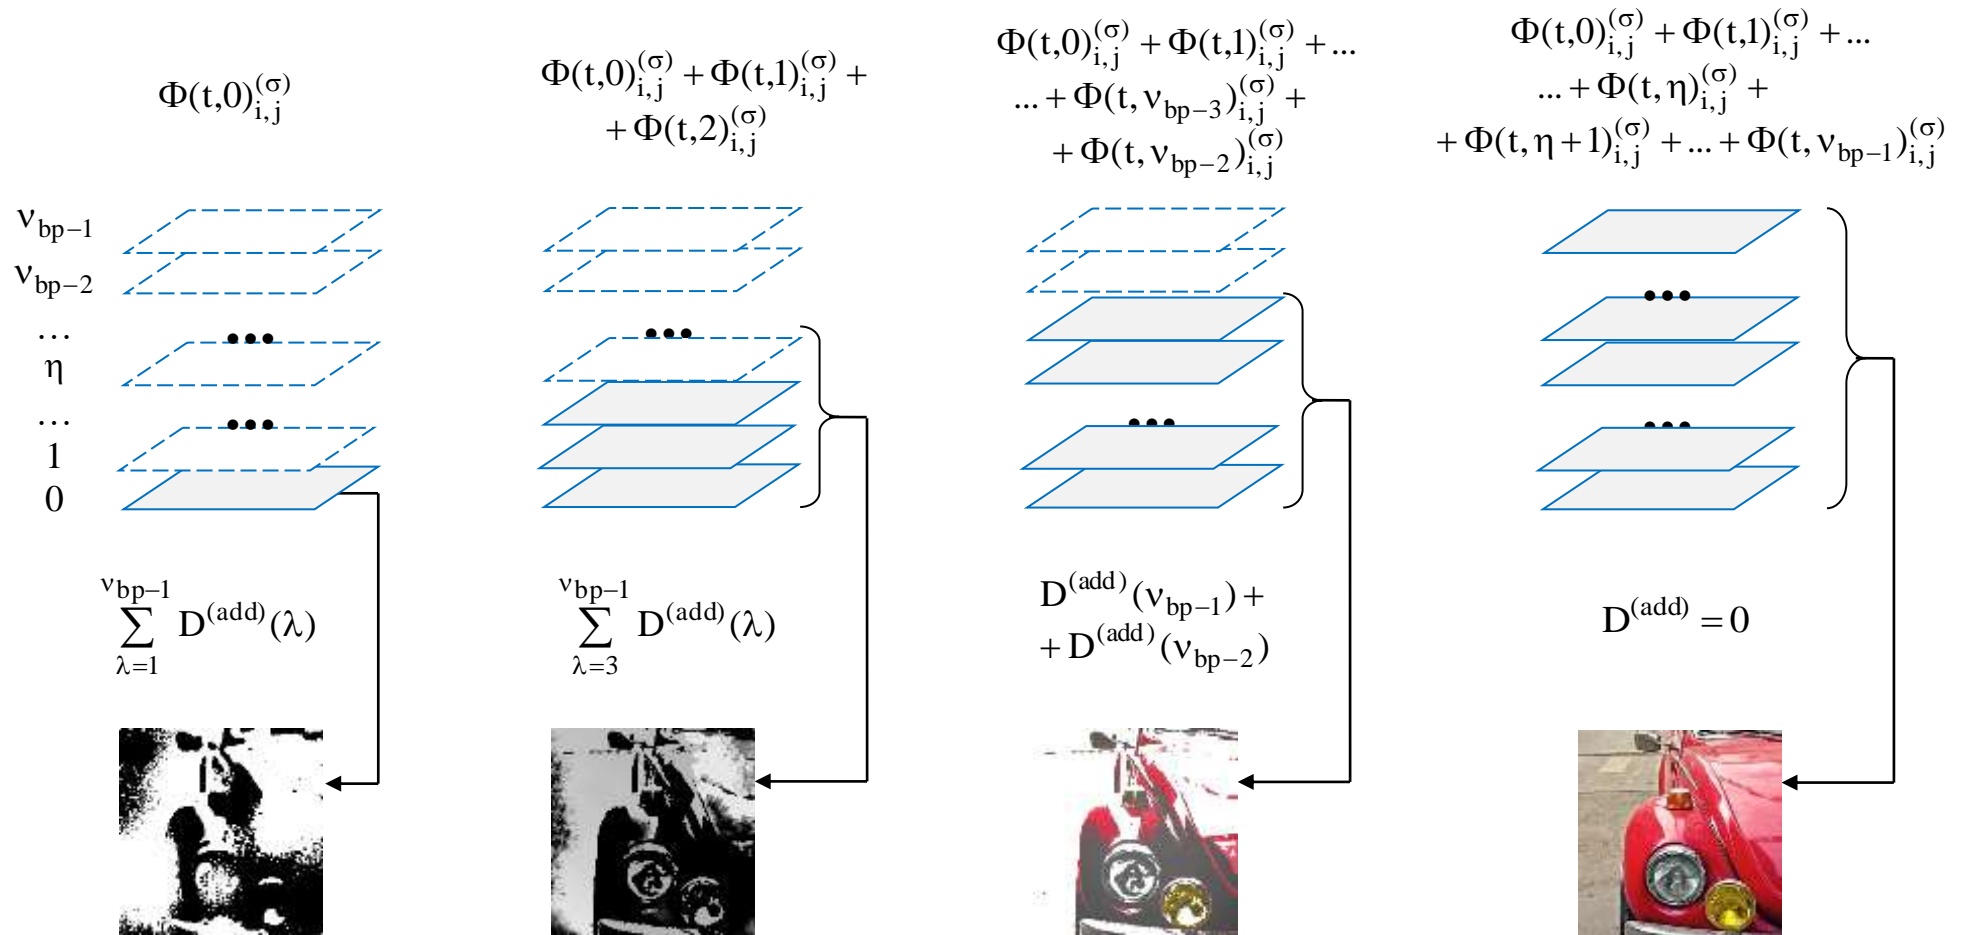 Φ(t,0)_{i,j}^{(σ)}
Φ(t,0)_{i,j}^{(σ)} + Φ(t,1)_{i,j}^{(σ)} +
+ Φ(t,2)_{i,j}^{(σ)}
Φ(t,0)_{i,j}^{(σ)} + Φ(t,1)_{i,j}^{(σ)} + ...
... + Φ(t, ν_{bp−3})_{i,j}^{(σ)} +
+ Φ(t, ν_{bp−2})_{i,j}^{(σ)}
Φ(t,0)_{i,j}^{(σ)} + Φ(t,1)_{i,j}^{(σ)} + ...
... + Φ(t, η)_{i,j}^{(σ)} +
+ Φ(t, η + 1)_{i,j}^{(σ)} + ... + Φ(t, ν_{bp−1})_{i,j}^{(σ)}
ν_{bp−1}
ν_{bp−2}
...
η
...
1
0
∑_{λ=1}^{ν_{bp−1}} D^{(add)}(λ)
∑_{λ=3}^{ν_{bp−1}} D^{(add)}(λ)
D^{(add)}(ν_{bp−1}) +
+ D^{(add)}(ν_{bp−2})
D^{(add)} = 0